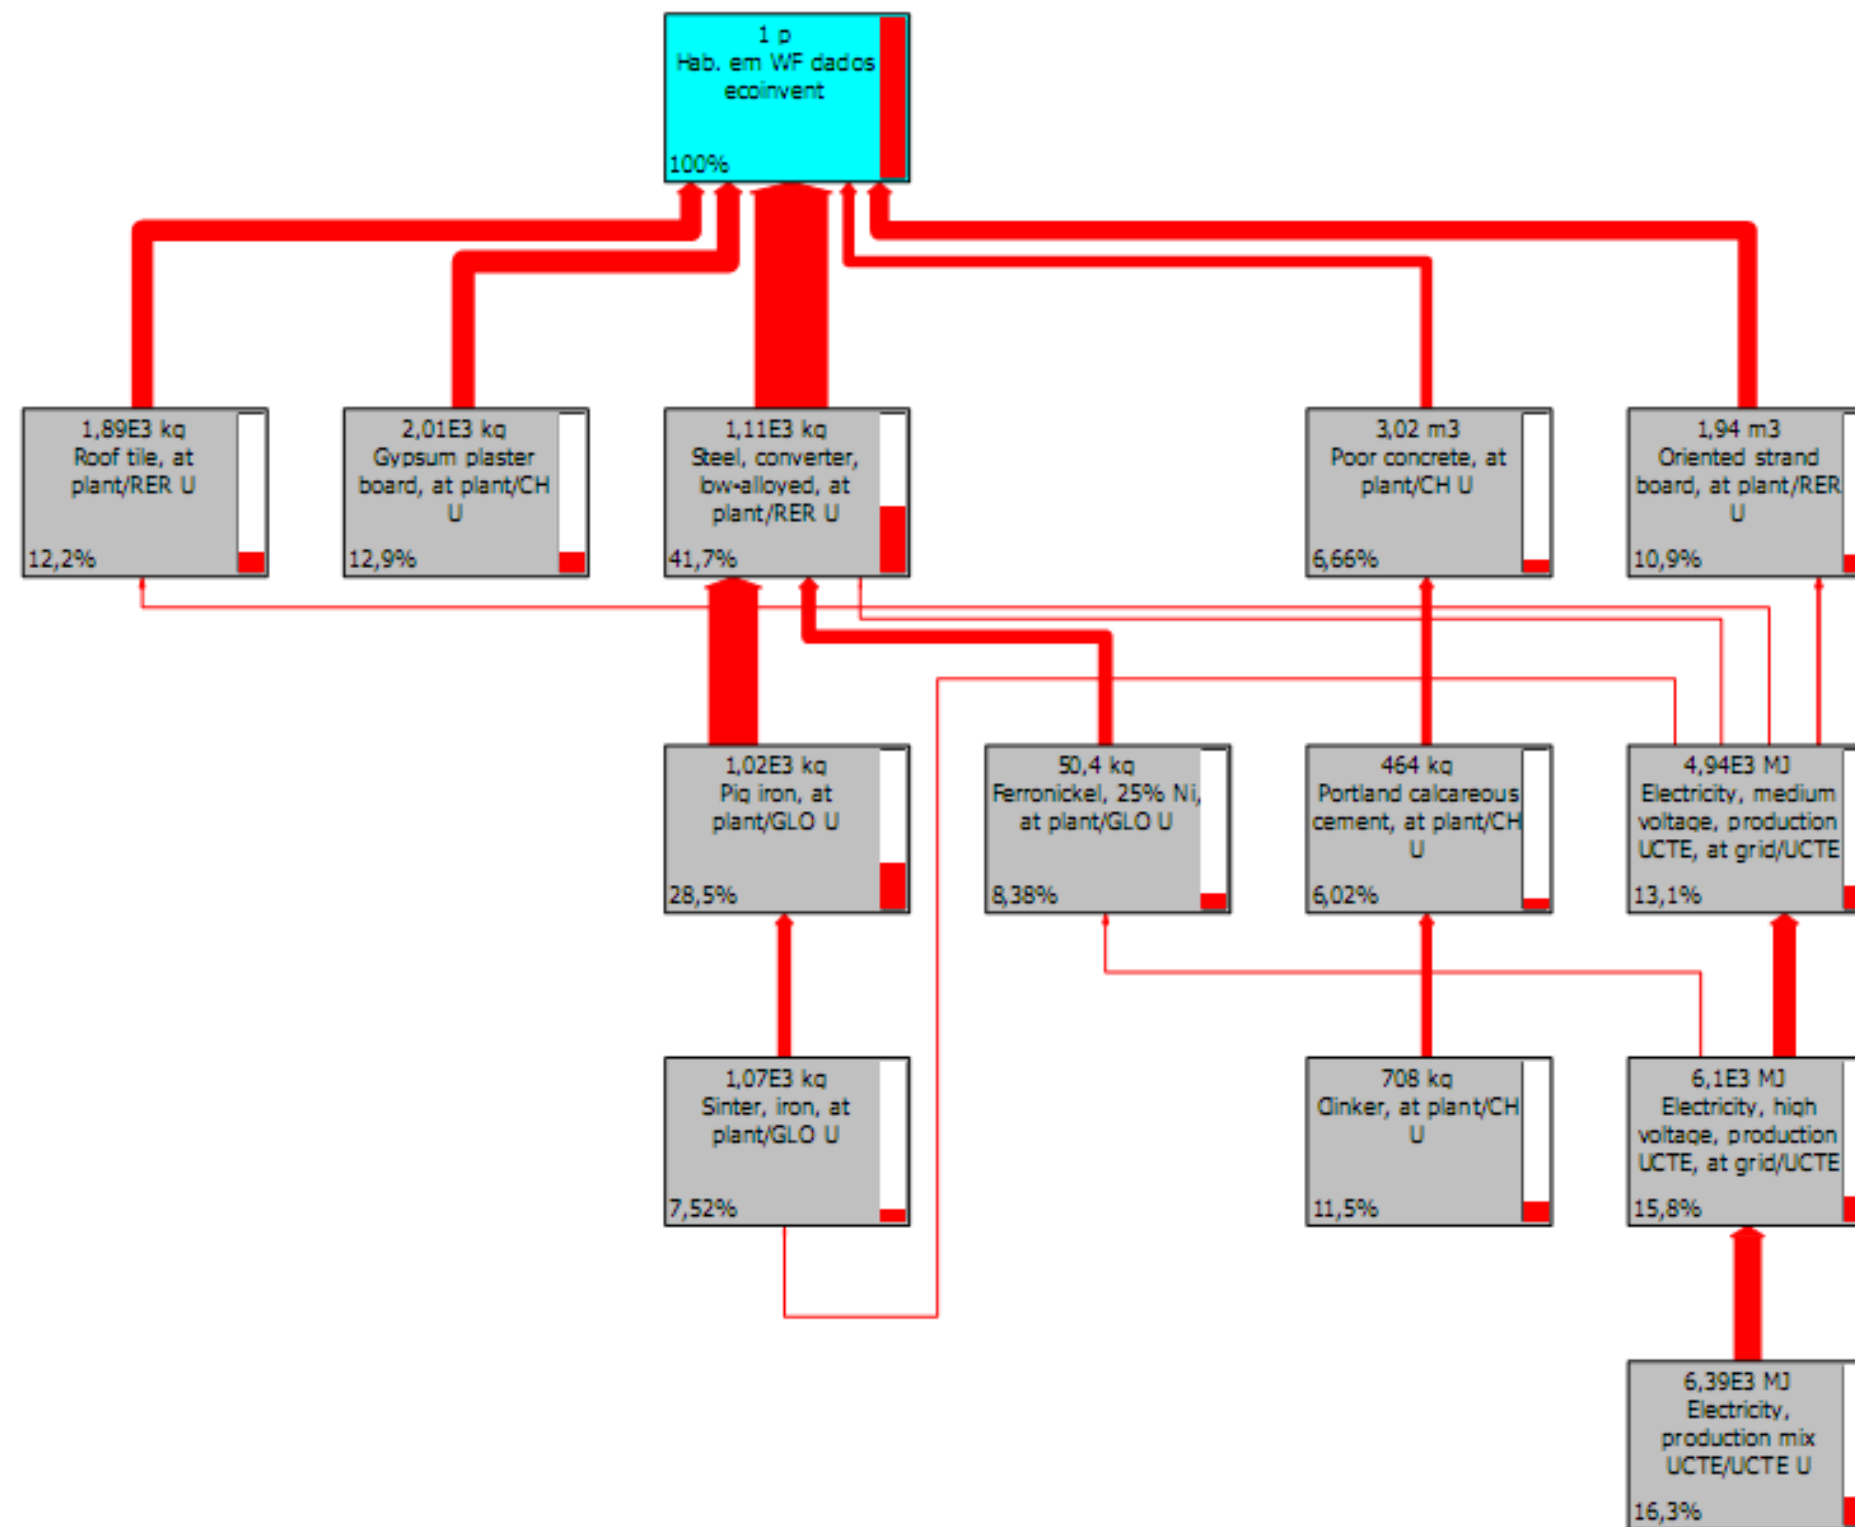 1 p
Hab. em WF dados
ecoinvent
100%
1,89E3 kg
Roof tile, at
plant/RER U
12,2%
2,01E3 kg
Gypsum plaster
board, at plant/CH
U
12,9%
1,11E3 kg
Steel, converter,
low-alloyed, at
plant/RER U
41,7%
3,02 m3
Poor concrete, at
plant/CH U
6,66%
1,94 m3
Oriented strand
board, at plant/RER
U
10,9%
1,02E3 kg
Pig iron, at
plant/GLO U
28,5%
50,4 kg
Ferronickel, 25% Ni,
at plant/GLO U
8,38%
464 kg
Portland calcareous
cement, at plant/CH
U
6,02%
4,94E3 MJ
Electricity, medium
voltage, production
UCTE, at grid/UCTE
13,1%
1,07E3 kg
Sinter, iron, at
plant/GLO U
7,52%
708 kg
Clinker, at plant/CH
U
11,5%
6,1E3 MJ
Electricity, high
voltage, production
UCTE, at grid/UCTE
15,8%
6,39E3 MJ
Electricity,
production mix
UCTE/UCTE U
16,3%